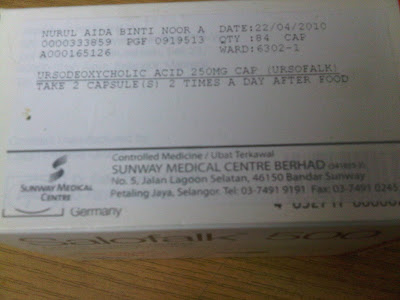 NURUL AIDA BINTI NOOR A DATE:22/04/2010
0000333859 PGF 0919513 QTY :84 CAP
A000165126 WARD:6302-1
URSODEOXYCHOLIC ACID 250MG CAP (URSOFALK)
TAKE 2 CAPSULE(S) 2 TIMES A DAY AFTER FOOD
Controlled Medicine / Ubat Terkawal
SUNWAY MEDICAL CENTRE BERHAD
No. 5, Jalan Lagoon Selatan, 46150 Bandar Sunway
Petaling Jaya, Selangor. Tel: 03-7491 9191 Fax: 03-7491 0245
SUNWAY MEDICAL
CENTRE
Germany
Salofalk 500